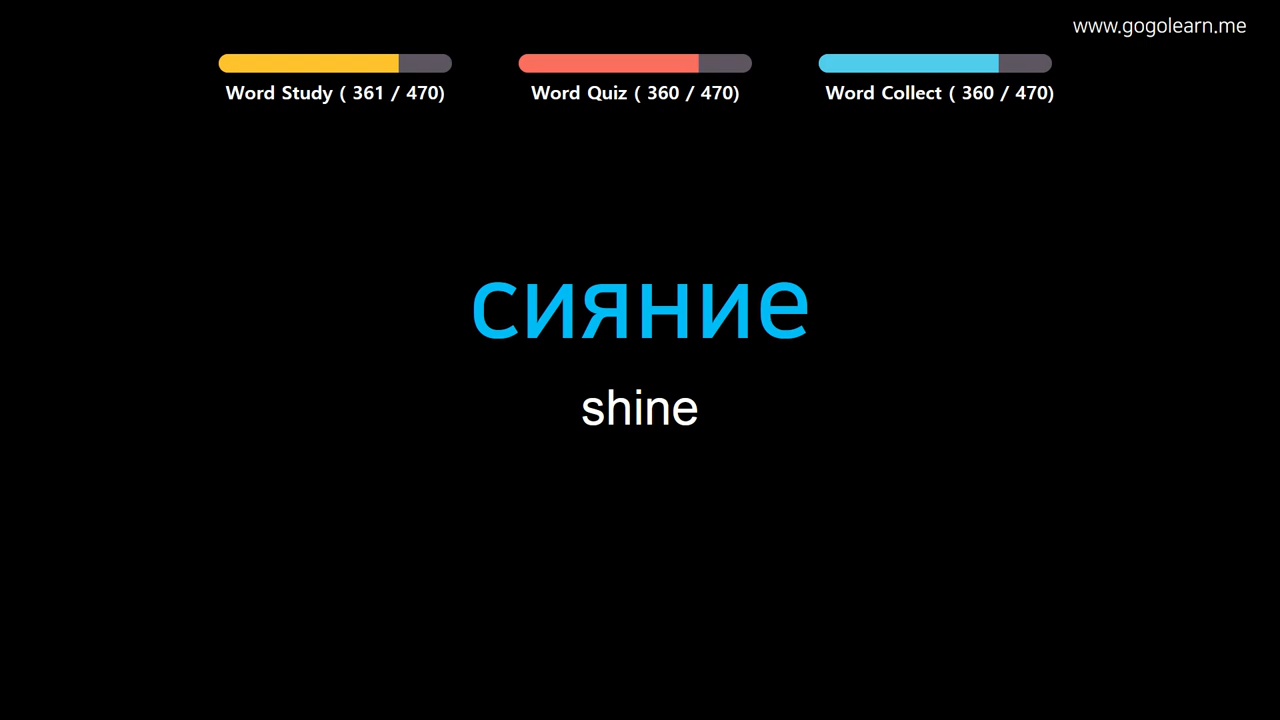 www.gogolearn.me
Word Study ( 361 / 470)
Word Quiz ( 360 / 470)
Word Collect ( 360 / 470)
сияние
shine